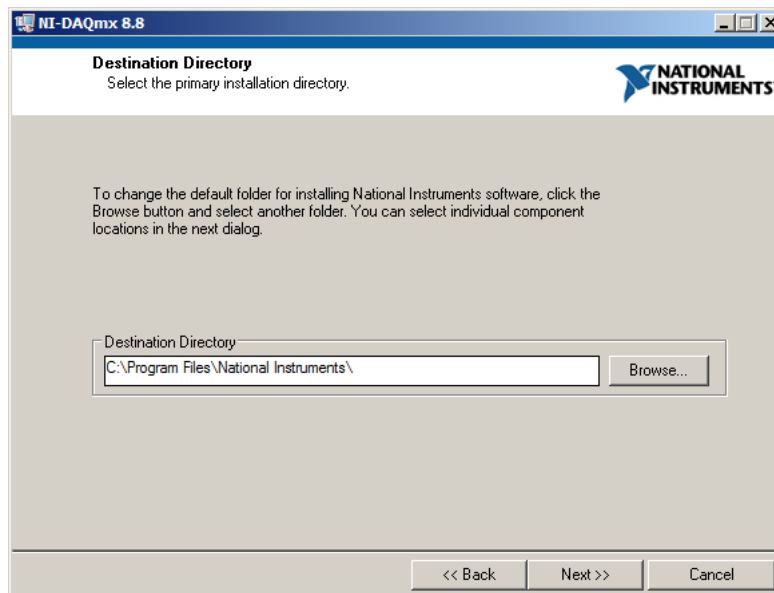 NI-DAQmx 8.8
Destination Directory
Select the primary installation directory.
NATIONAL
INSTRUMENTS
To change the default folder for installing National Instruments software, click the
Browse button and select another folder. You can select individual component
locations in the next dialog.
Destination Directory
C:\Program Files\National Instruments\
Browse...
<< Back
Next >>
Cancel